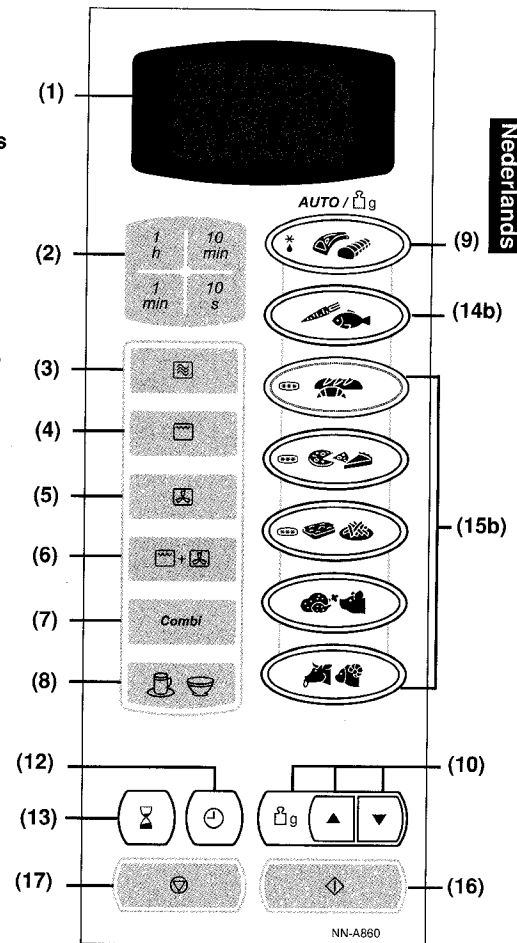 (1)
s
Nederlands
AUTO / g
(2)
1 h
10 min
1 min
10 s
(9)
(14b)
(3)
(4)
(5)
(15b)
(6)
+
(7)
Combi
(8)
(12)
(10)
(13)
g
(17)
(16)
NN-A860